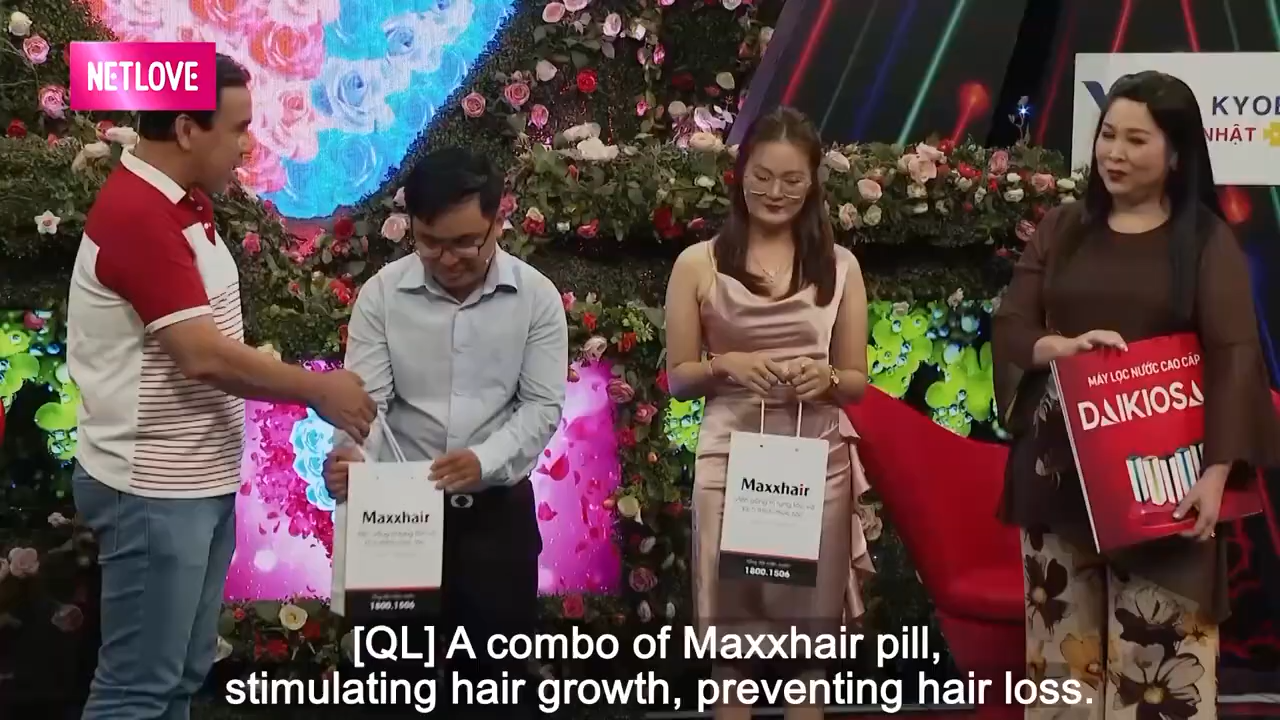 NETLOVE
KYOB
NHẬT
MÁY LỌC NƯỚC CAO CẤP
DAIKIOSA
Maxxhair
1800.1506
Maxxhair
1800.1506
[QL] A combo of Maxxhair pill,
stimulating hair growth, preventing hair loss.